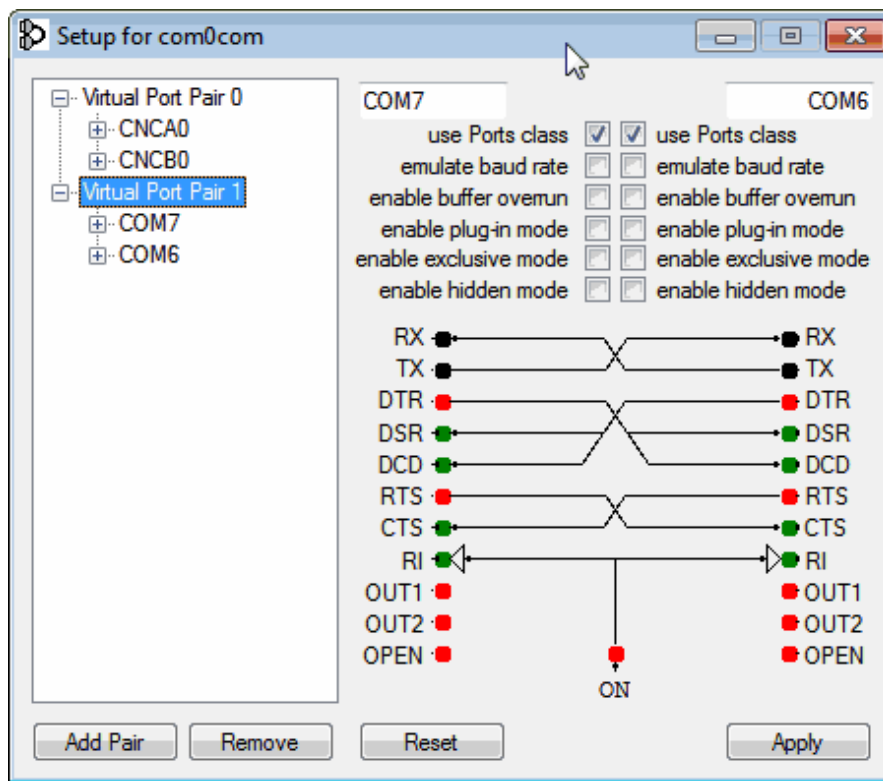 Setup for com0com
Virtual Port Pair 0
CNCA0
CNCB0
Virtual Port Pair 1
COM7
COM6
COM7 COM6
use Ports class use Ports class
emulate baud rate emulate baud rate
enable buffer overrun enable buffer overrun
enable plug-in mode enable plug-in mode
enable exclusive mode enable exclusive mode
enable hidden mode enable hidden mode
RX RX
TX TX
DTR DTR
DSR DSR
DCD DCD
RTS RTS
CTS CTS
RI RI
OUT1 OUT1
OUT2 OUT2
OPEN OPEN
ON
Add Pair Remove Reset Apply